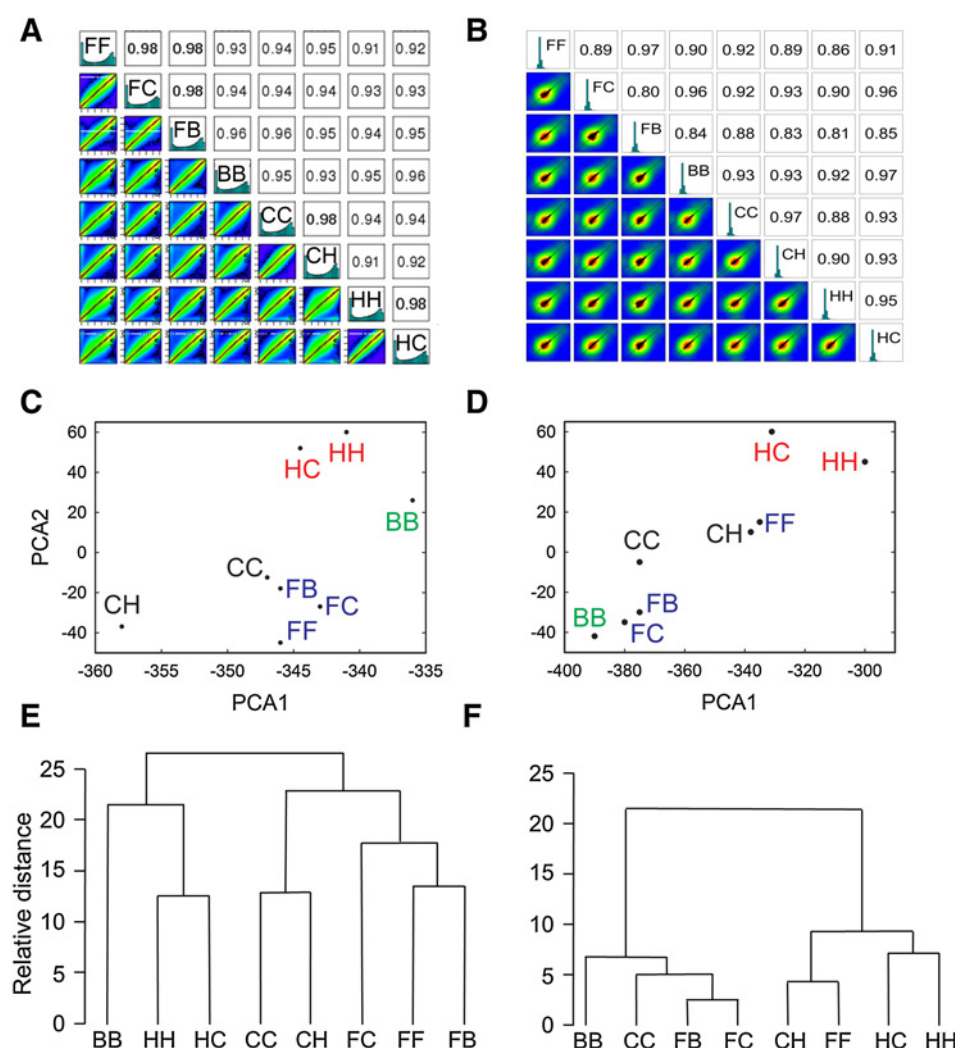 A
FF 0.98 0.98 0.93 0.94 0.95 0.91 0.92
FC 0.98 0.94 0.94 0.93 0.93 0.94
FB 0.96 0.96 0.95 0.94 0.95
BB 0.95 0.93 0.95 0.96
CC 0.98 0.94 0.94
CH 0.91 0.92
HH 0.98
HC
B
FF 0.89 0.97 0.90 0.92 0.89 0.86 0.91
FC 0.80 0.96 0.92 0.93 0.90 0.96
FB 0.84 0.88 0.83 0.81 0.85
BB 0.93 0.93 0.92 0.97
CC 0.97 0.88 0.93
CH 0.90 0.93
HH 0.95
HC
C
PCA2
60
40
20
0
-20
-40
HH
HC
BB
CC
FB
FC
CH
FF
-360 -355 -350 -345 -340 -335
PCA1
D
60
40
20
0
-20
-40
HC
HH
FF
CH
CC
FB
BB
FC
-400 -380 -360 -340 -320 -300
PCA1
E
Relative distance
25
20
15
10
5
0
BB HH HC CC CH FC FF FB
F
25
20
15
10
5
0
BB CC FB FC CH FF HC HH